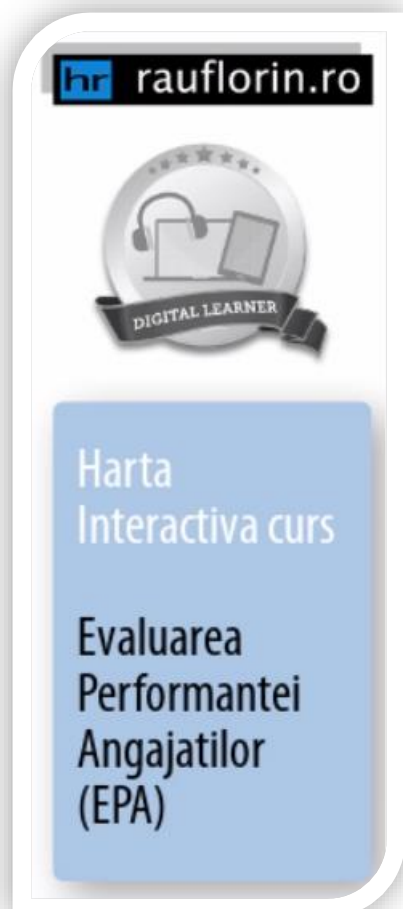 hr rauflorin.ro
DIGITAL LEARNER
Harta
Interactiva curs
Evaluarea
Performantei
Angajatilor
(EPA)